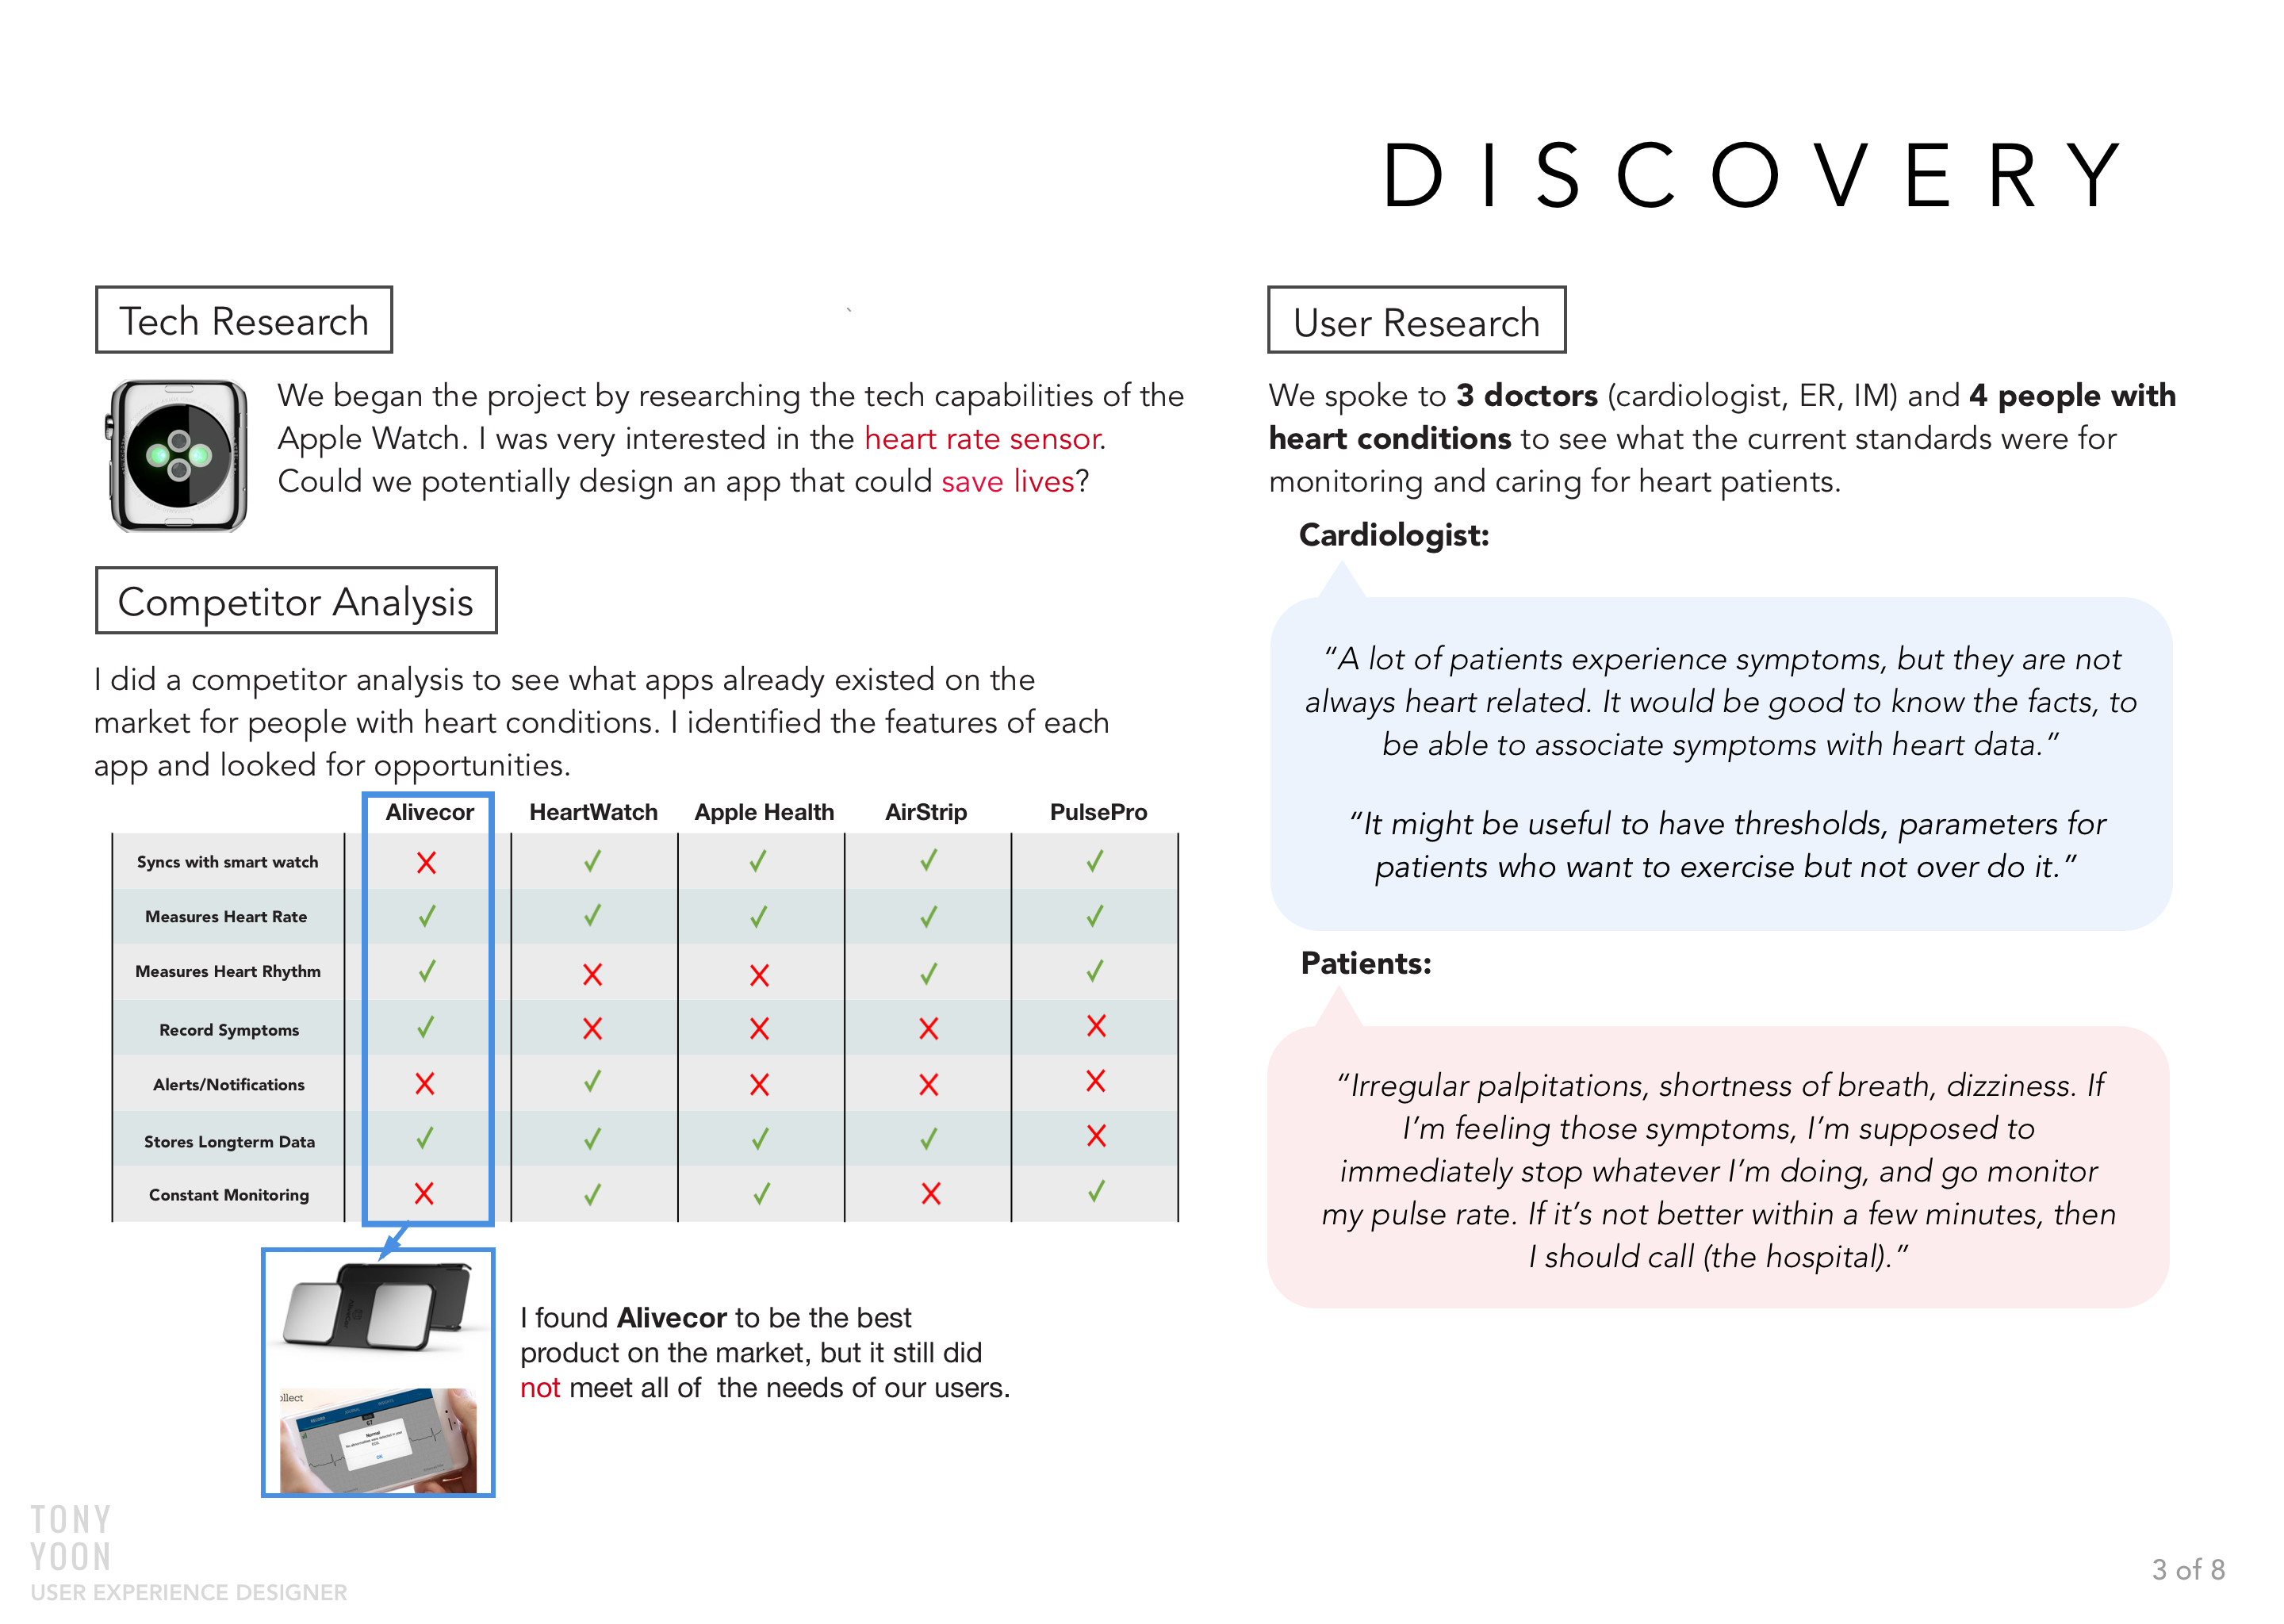 DISCOVERY
Tech Research
We began the project by researching the tech capabilities of the
Apple Watch. I was very interested in the heart rate sensor.
Could we potentially design an app that could save lives?
Competitor Analysis
I did a competitor analysis to see what apps already existed on the
market for people with heart conditions. I identified the features of each
app and looked for opportunities.
Alivecor HeartWatch Apple Health AirStrip PulsePro
Syncs with smart watch ✗ ✓ ✓ ✓ ✓
Measures Heart Rate ✓ ✓ ✓ ✓ ✓
Measures Heart Rhythm ✓ ✗ ✗ ✓ ✓
Record Symptoms ✓ ✗ ✗ ✗ ✗
Alerts/Notifications ✗ ✓ ✗ ✗ ✗
Stores Longterm Data ✓ ✓ ✓ ✓ ✗
Constant Monitoring ✗ ✓ ✓ ✗ ✓
ollect
Normal
OK
I found Alivecor to be the best
product on the market, but it still did
not meet all of the needs of our users.
User Research
We spoke to 3 doctors (cardiologist, ER, IM) and 4 people with
heart conditions to see what the current standards were for
monitoring and caring for heart patients.
Cardiologist:
“A lot of patients experience symptoms, but they are not
always heart related. It would be good to know the facts, to
be able to associate symptoms with heart data.”
“It might be useful to have thresholds, parameters for
patients who want to exercise but not over do it.”
Patients:
“Irregular palpitations, shortness of breath, dizziness. If
I’m feeling those symptoms, I’m supposed to
immediately stop whatever I’m doing, and go monitor
my pulse rate. If it’s not better within a few minutes, then
I should call (the hospital).”
TONY
YOON
USER EXPERIENCE DESIGNER
3 of 8